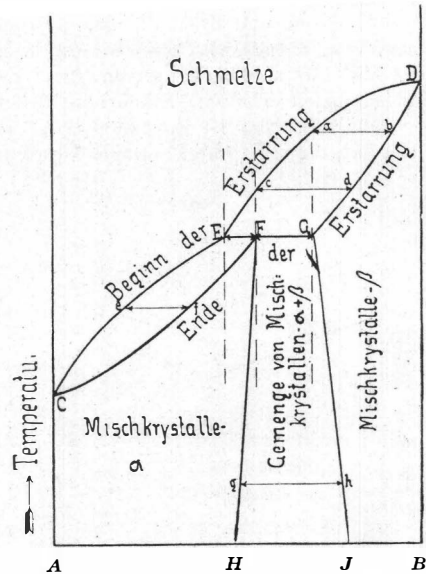 Schmelze
D
Beginn der Erstarrung
a
b
c
d
E
F
G
Ende der Erstarrung
C
Mischkrystalle-
α
Gemenge von Misch-
krystallen-α+β
Mischkrystalle-β
g
h
Temperatu.
A
H
J
B